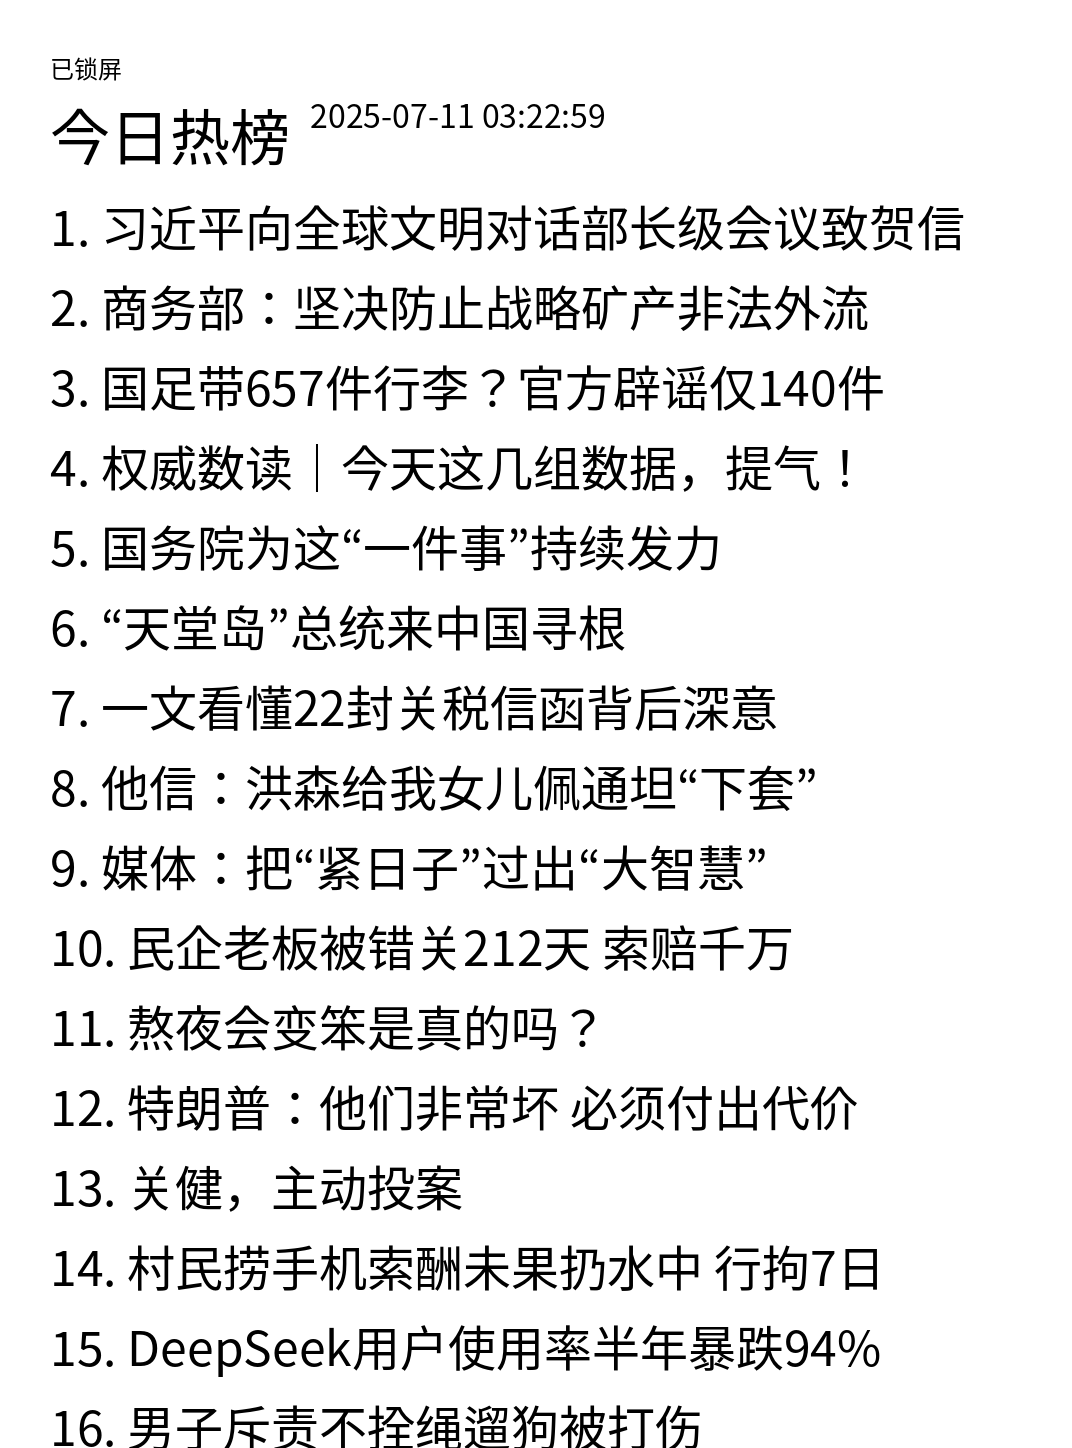 已锁屏
今日热榜 2025-07-11 03:22:59
1. 习近平向全球文明对话部长级会议致贺信
2. 商务部：坚决防止战略矿产非法外流
3. 国足带657件行李？官方辟谣仅140件
4. 权威数读｜今天这几组数据，提气！
5. 国务院为这“一件事”持续发力
6. “天堂岛”总统来中国寻根
7. 一文看懂22封关税信函背后深意
8. 他信：洪森给我女儿佩通坦“下套”
9. 媒体：把“紧日子”过出“大智慧”
10. 民企老板被错关212天 索赔千万
11. 熬夜会变笨是真的吗？
12. 特朗普：他们非常坏 必须付出代价
13. 关健，主动投案
14. 村民捞手机索酬未果扔水中 行拘7日
15. DeepSeek用户使用率半年暴跌94%
16. 男子斥责不拴绳遛狗被打伤